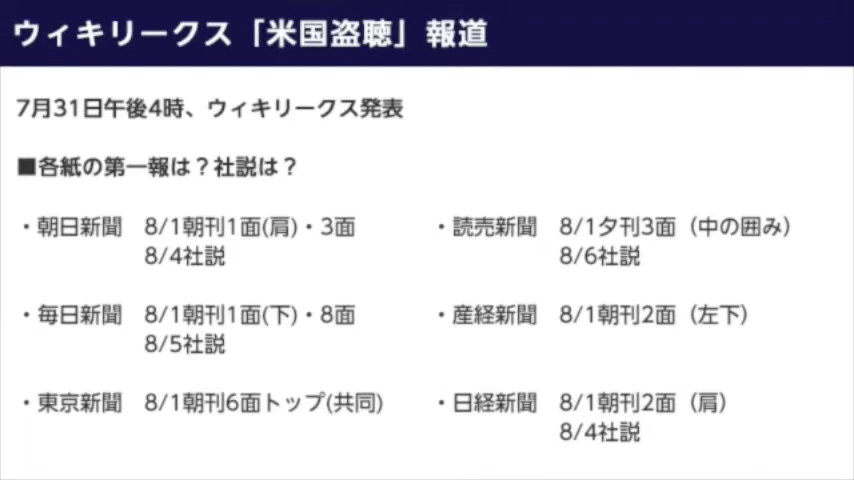 ウィキリークス「米国盗聴」報道
7月31日午後4時、ウィキリークス発表
■各紙の第一報は？社説は？
・朝日新聞　8/1朝刊1面(肩)・3面
8/4社説
・毎日新聞　8/1朝刊1面(下)・8面
8/5社説
・東京新聞　8/1朝刊6面トップ(共同)
・読売新聞　8/1夕刊3面（中の囲み）
8/6社説
・産経新聞　8/1朝刊2面（左下）
・日経新聞　8/1朝刊2面（肩）
8/4社説